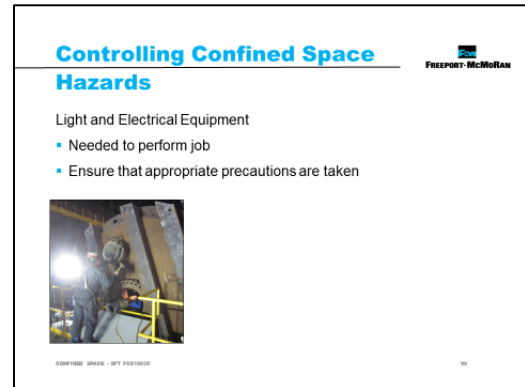 Controlling Confined Space
Hazards
FREEPORT-McMoRAN
Light and Electrical Equipment
▪ Needed to perform job
▪ Ensure that appropriate precautions are taken
CONFINED SPACE - SFT FCX1003C
36